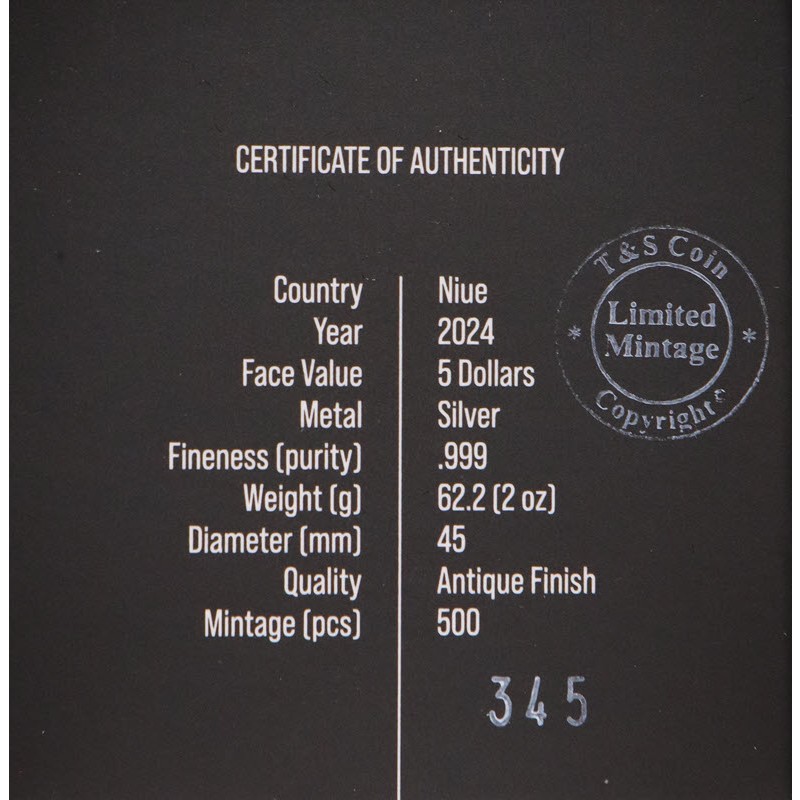 CERTIFICATE OF AUTHENTICITY
Country Niue
Year 2024
Face Value 5 Dollars
Metal Silver
Fineness (purity) .999
Weight (g) 62.2 (2 oz)
Diameter (mm) 45
Quality Antique Finish
Mintage (pcs) 500
T&S Coin
Limited
Mintage
* *
Copyrights
345